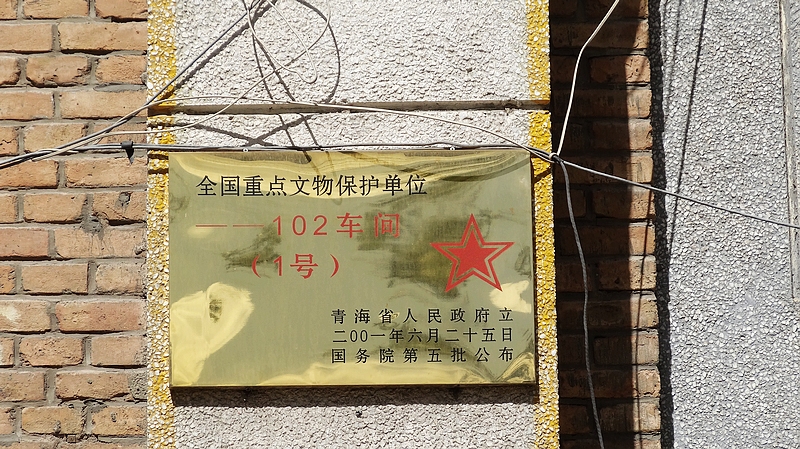 全国重点文物保护单位
——102车间
（1号）
青海省人民政府立
二00一年六月二十五日
国务院第五批公布